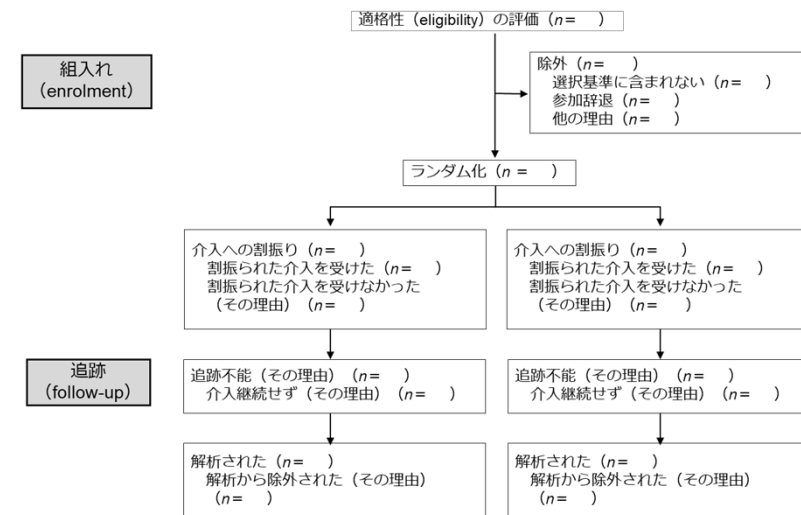 適格性（eligibility）の評価（n＝　）
組入れ
（enrolment）
除外（n＝　）
選択基準に含まれない（n＝　）
参加辞退（n＝　）
他の理由（n＝　）
ランダム化（n ＝　）
介入への割振り（n＝　）
割振られた介入を受けた（n＝　）
割振られた介入を受けなかった
（その理由）（n＝　）
介入への割振り（n＝　）
割振られた介入を受けた（n＝　）
割振られた介入を受けなかった
（その理由）（n＝　）
追跡
（follow-up）
追跡不能（その理由）（n＝　）
介入継続せず（その理由）（n＝　）
追跡不能（その理由）（n＝　）
介入継続せず（その理由）（n＝　）
解析された（n＝　）
解析から除外された（その理由）
（n＝　）
解析された（n＝　）
解析から除外された（その理由）
（n＝　）